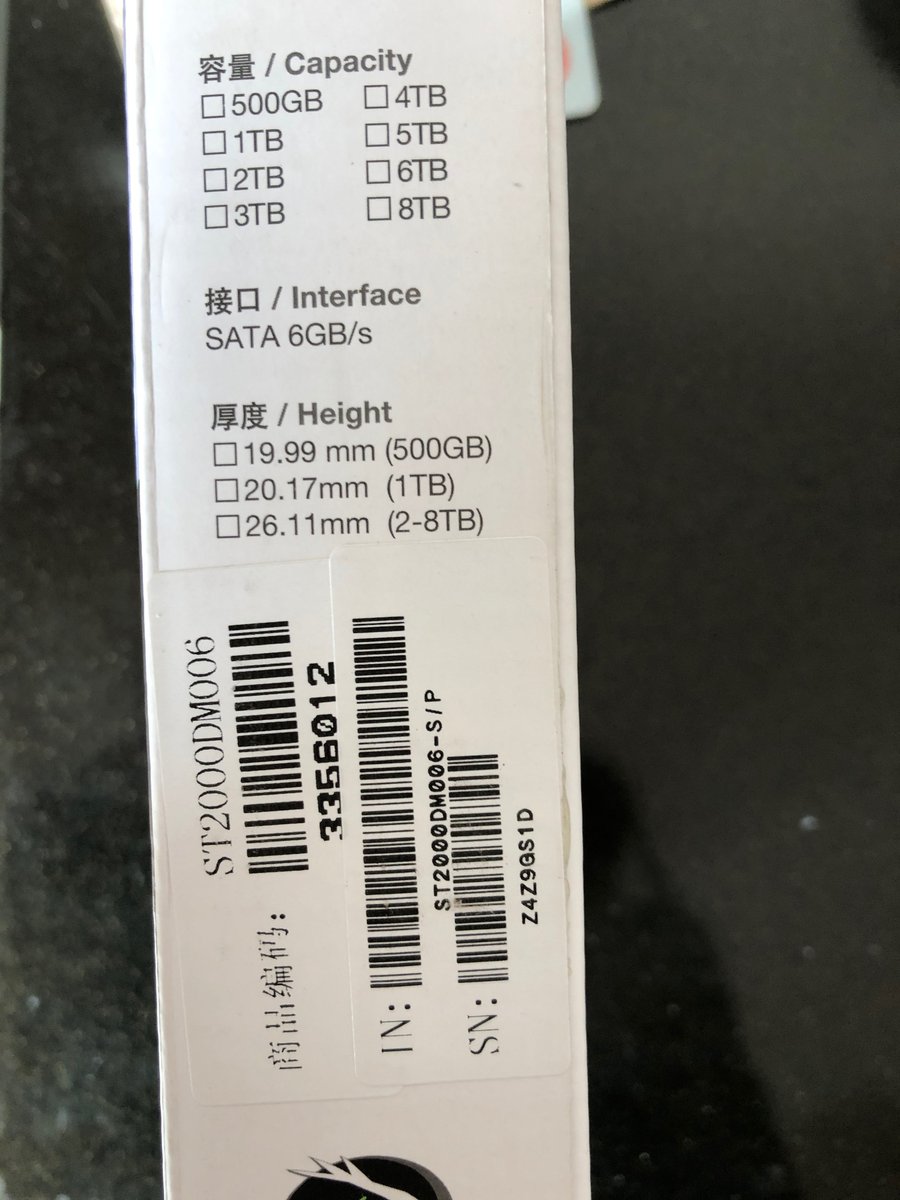 容量 / Capacity
□500GB □4TB
□1TB □5TB
□2TB □6TB
□3TB □8TB
接口 / Interface
SATA 6GB/s
厚度 / Height
□19.99 mm (500GB)
□20.17mm (1TB)
□26.11mm (2-8TB)
ST2000DM006
商品编码:
3356012
IN:
ST2000DM006-S/P
SN:
Z4Z9GS1D